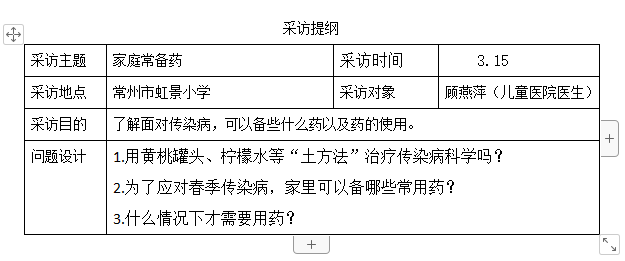 采访提纲
采访主题 家庭常备药 采访时间 3.15
采访地点 常州市虹景小学 采访对象 顾燕萍（儿童医院医生）
采访目的 了解面对传染病，可以备些什么药以及药的使用。
问题设计 1.用黄桃罐头、柠檬水等“土方法”治疗传染病科学吗？
2.为了应对春季传染病，家里可以备哪些常用药？
3.什么情况下才需要用药？